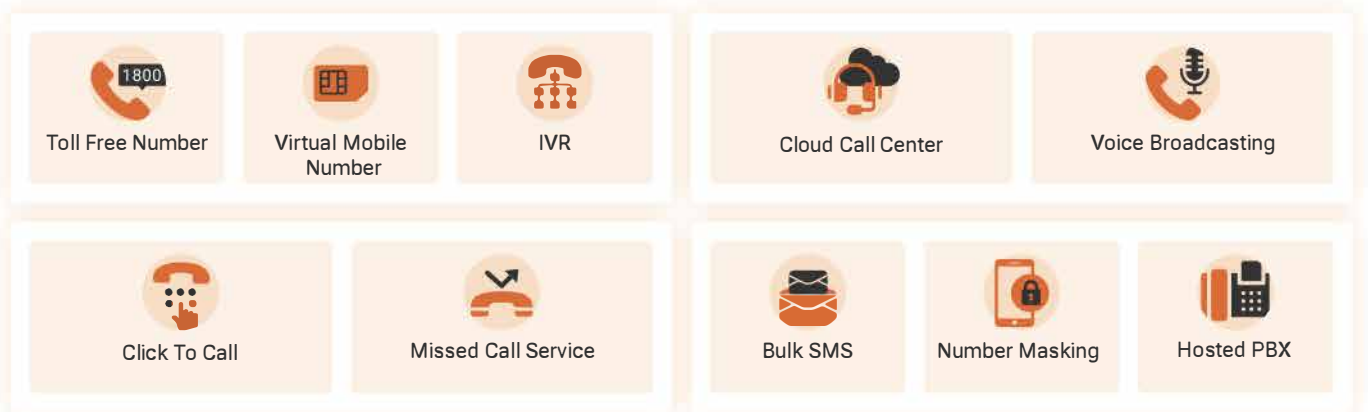 1800
Toll Free Number
Virtual Mobile
Number
IVR
Cloud Call Center
Voice Broadcasting
Click To Call
Missed Call Service
Bulk SMS
Number Masking
Hosted PBX